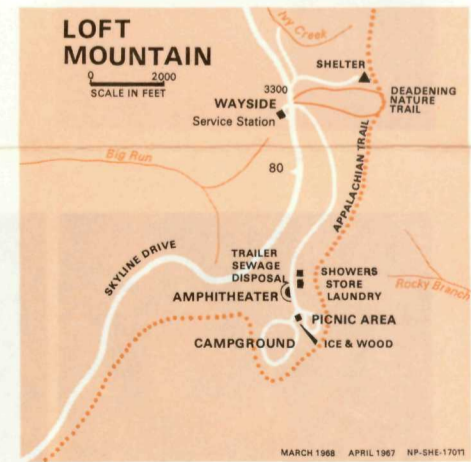 LOFT
MOUNTAIN
0 2000
SCALE IN FEET
Ivy Creek
SHELTER
3300
DEADENING
NATURE
TRAIL
WAYSIDE
Service Station
APPALACHIAN TRAIL
Big Run
80
SKYLINE DRIVE
TRAILER
SEWAGE
DISPOSAL
SHOWERS
STORE
LAUNDRY
Rocky Branch
AMPHITHEATER
PICNIC AREA
CAMPGROUND
ICE & WOOD
MARCH 1968 APRIL 1967 NP-SHE-17011